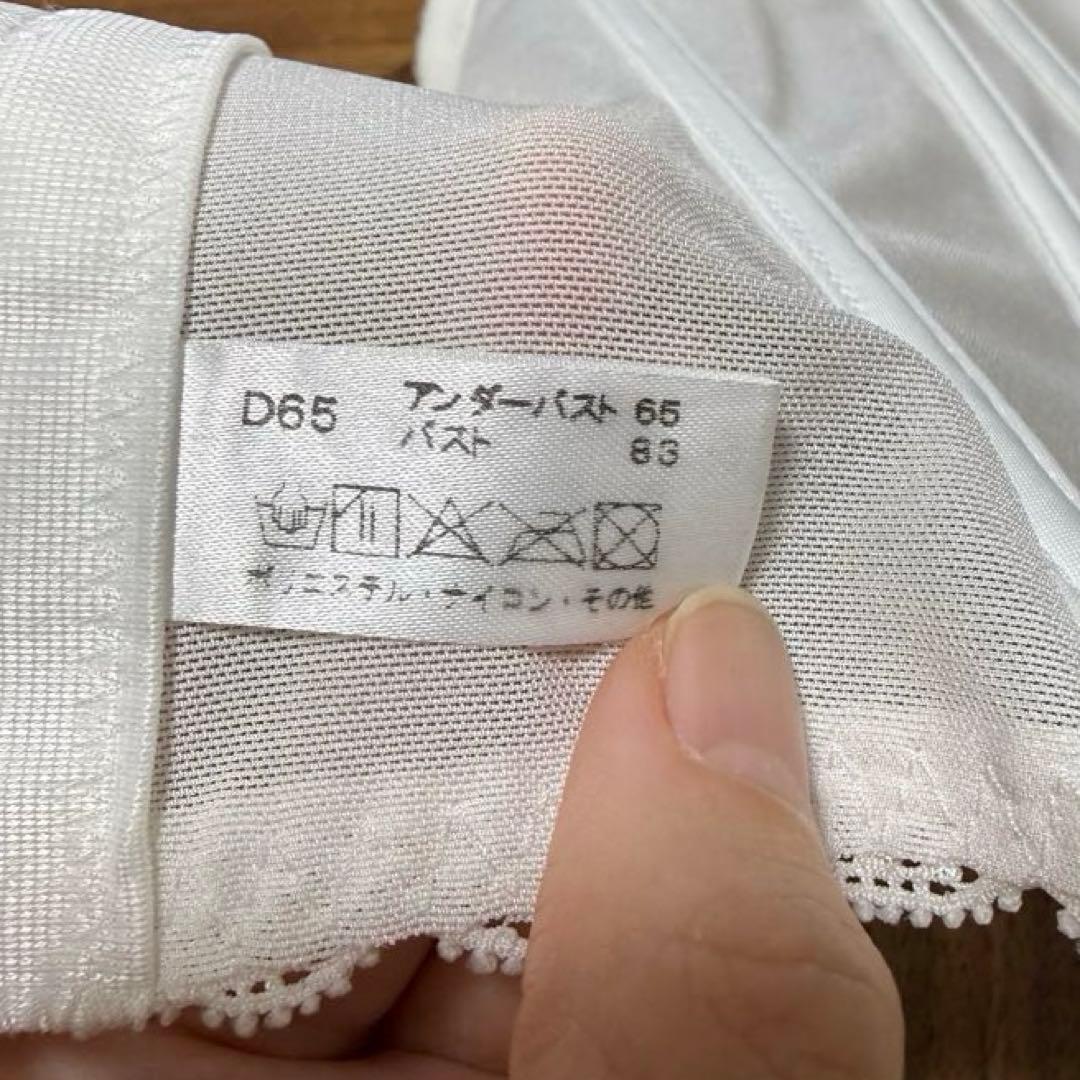 D65 アンダーバスト 65
バスト 83
ポリエステル・ナイロン・その他